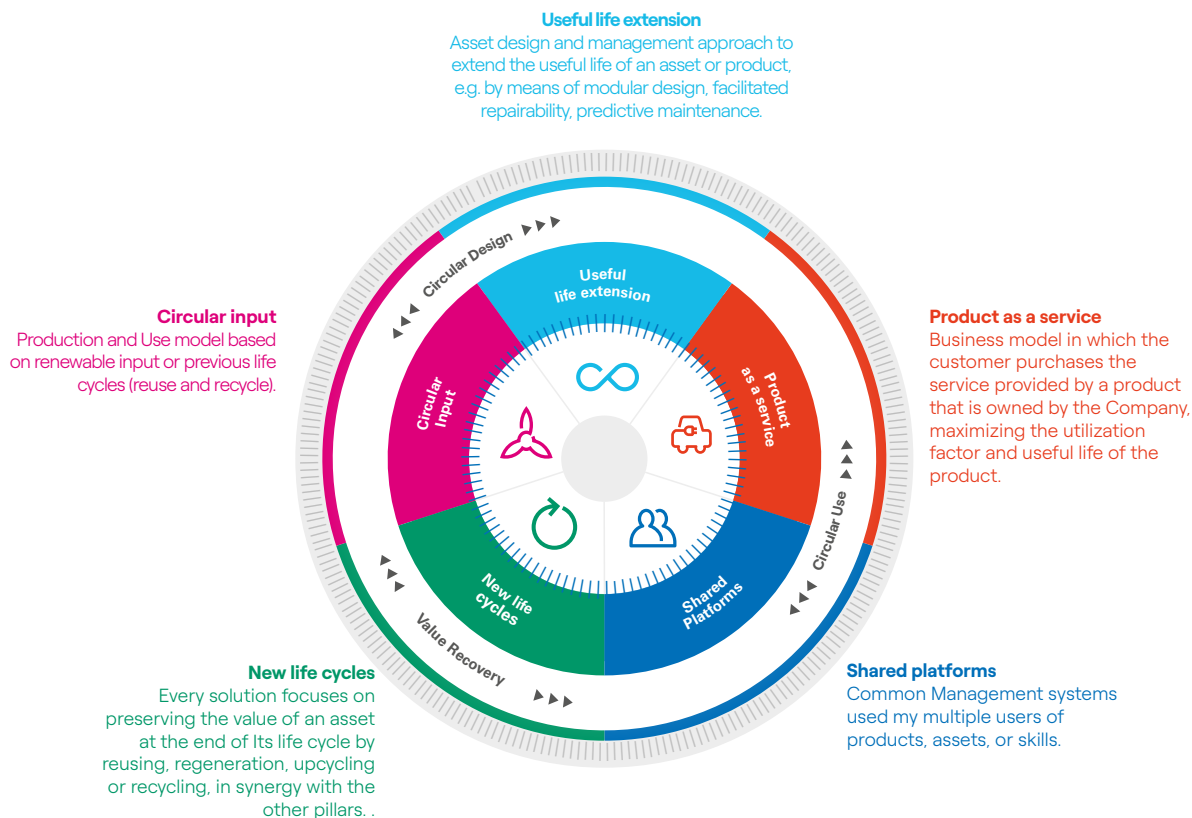 Useful life extension
Asset design and management approach to
extend the useful life of an asset or product,
e.g. by means of modular design, facilitated
repairability, predictive maintenance.
Circular Design
Useful
life extension
Circular input
Production and Use model based
on renewable input or previous life
cycles (reuse and recycle).
Circular
Input
Product
as a service
Product as a service
Business model in which the
customer purchases the
service provided by a product
that is owned by the Company,
maximizing the utilization
factor and useful life of the
product.
Circular Use
New life
cycles
Shared
Platforms
Value Recovery
New life cycles
Every solution focuses on
preserving the value of an asset
at the end of Its life cycle by
reusing, regeneration, upcycling
or recycling, in synergy with the
other pillars. .
Shared platforms
Common Management systems
used my multiple users of
products, assets, or skills.